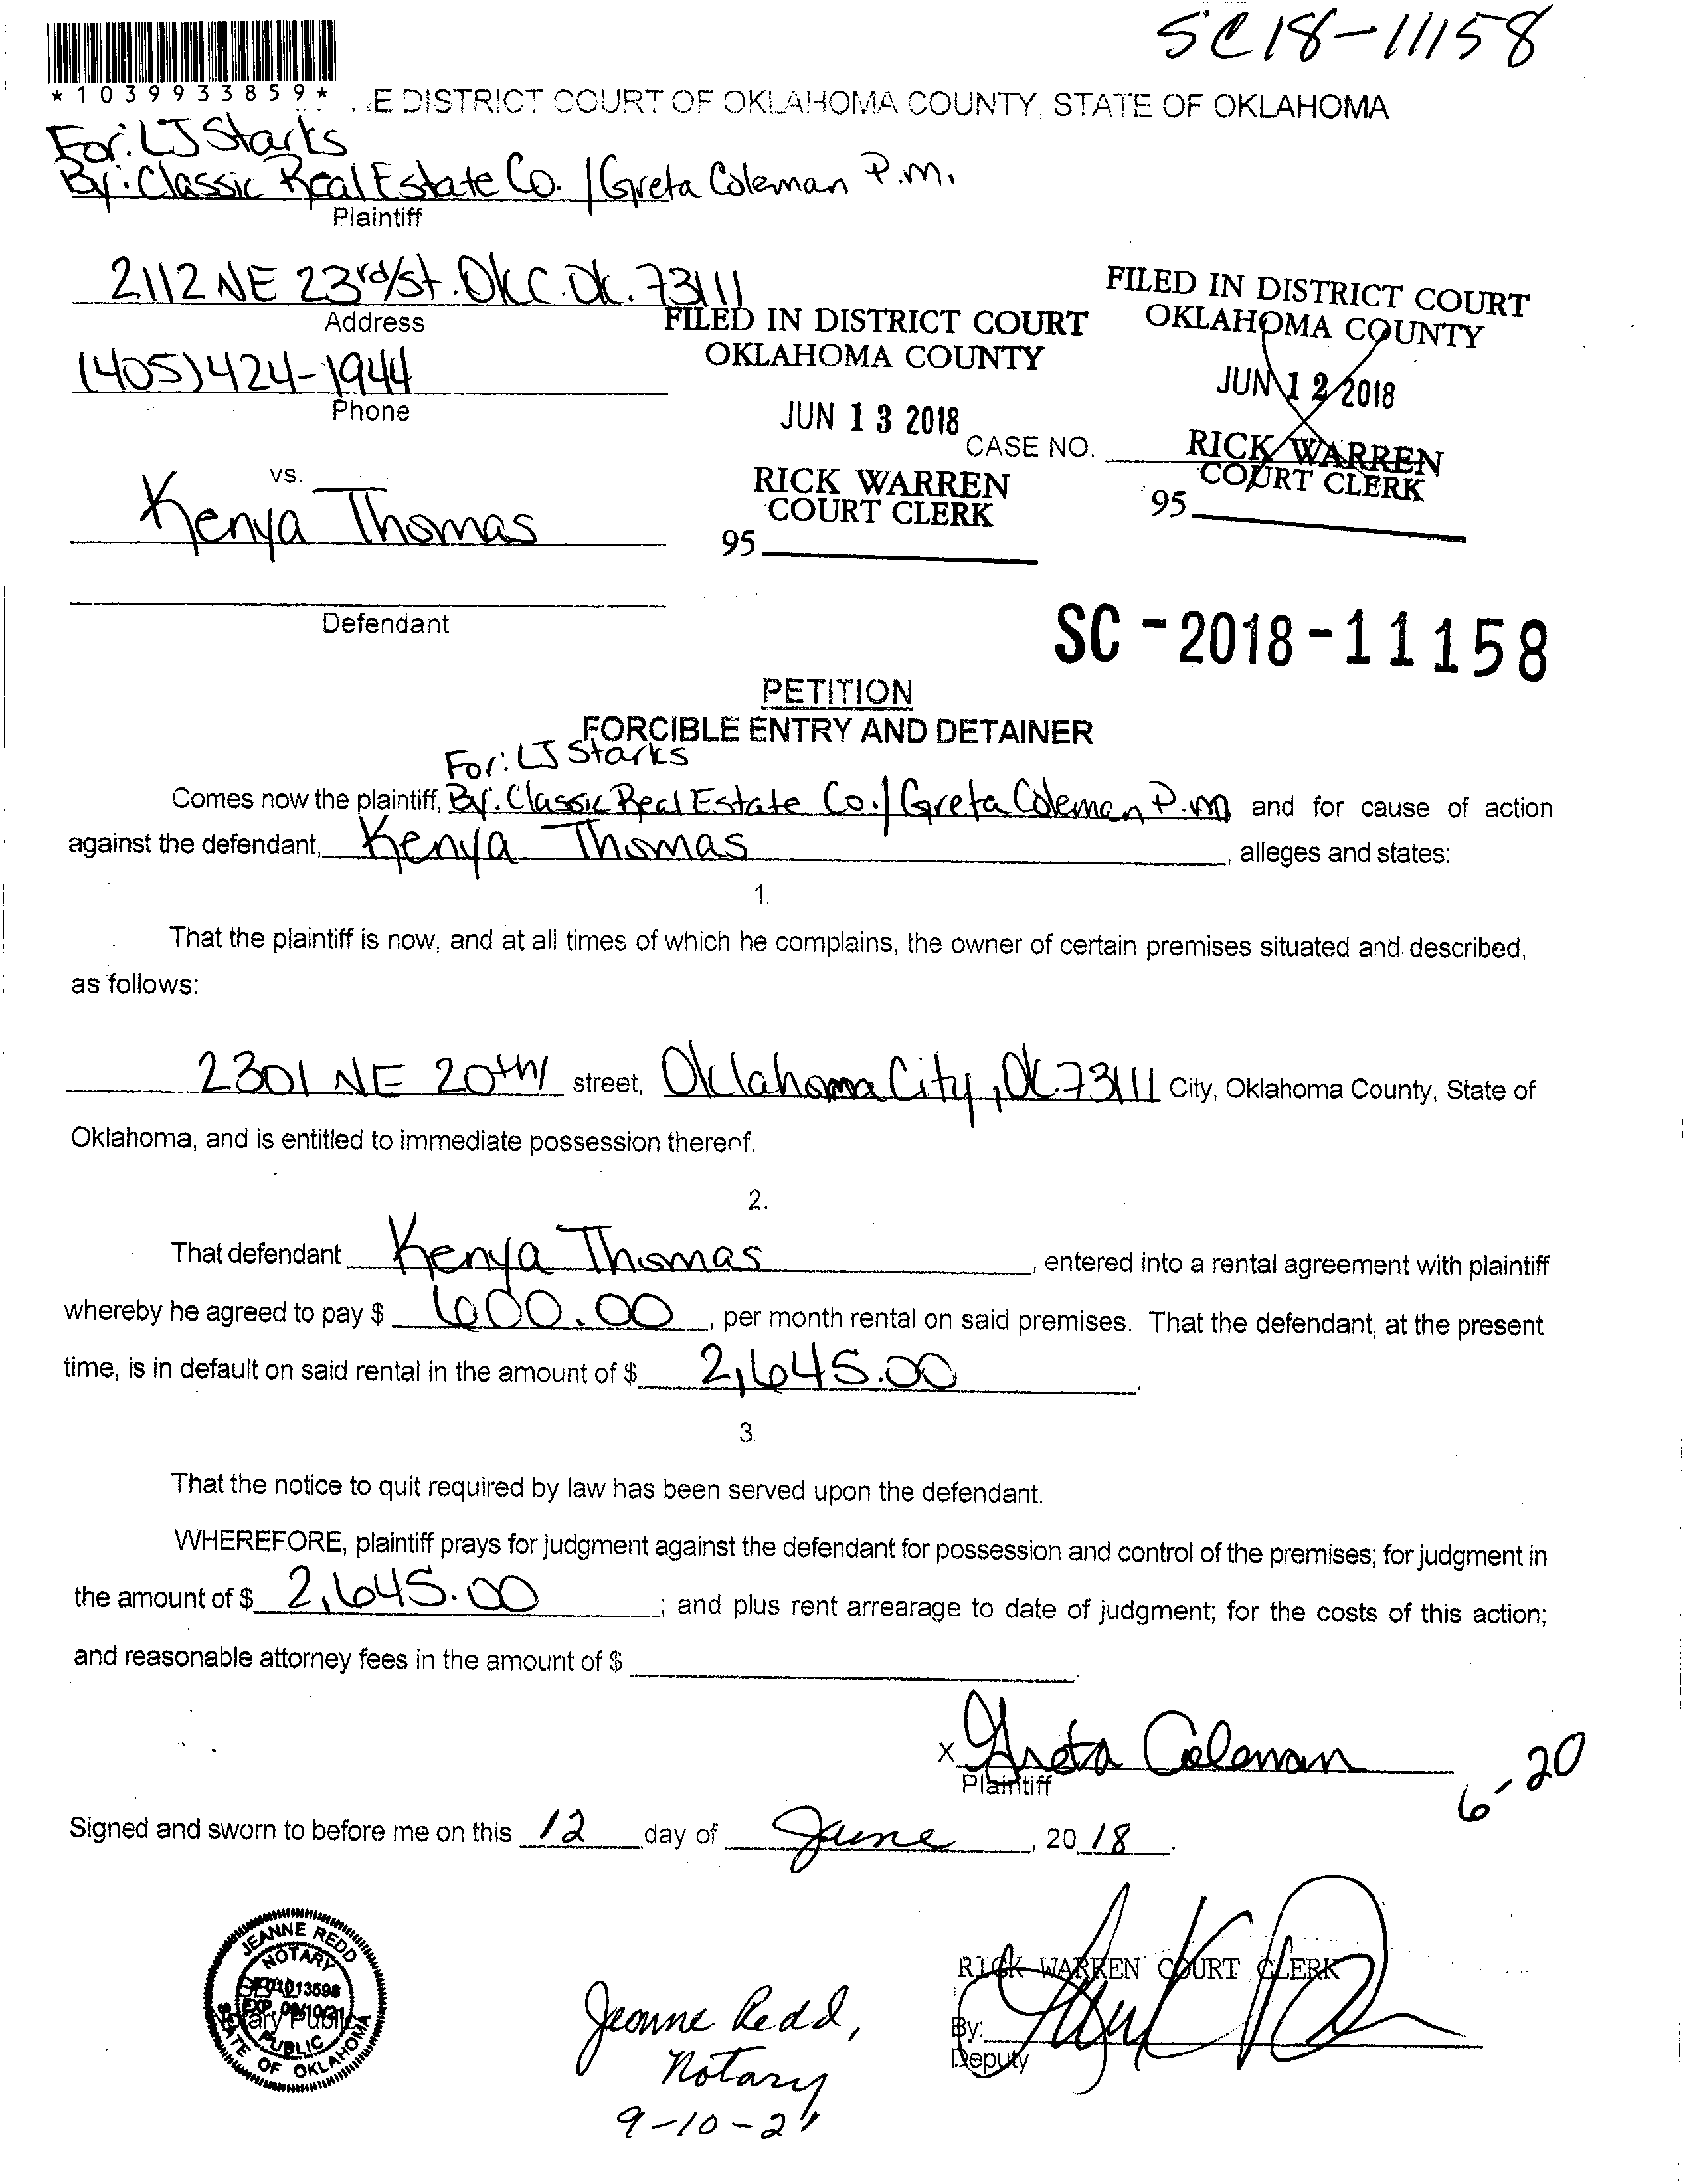 SC18-11158
*1039933859*
.E DISTRICT COURT OF OKLAHOMA COUNTY, STATE OF OKLAHOMA
For: LJ Starks
By: Classic Real Estate Co. / Greta Coleman P.m.
Plaintiff
2112 NE 23rd/st. OKC. OK. 73111
Address
(405) 424-1944
Phone
FILED IN DISTRICT COURT
OKLAHOMA COUNTY
JUN 13 2018
RICK WARREN
COURT CLERK
95
FILED IN DISTRICT COURT
OKLAHOMA COUNTY
JUN 12 2018
RICK WARREN
COURT CLERK
95
CASE NO.
vs.
Kenya Thomas
Defendant
SC-2018-11158
PETITION
FORCIBLE ENTRY AND DETAINER
For: LJ Starks
Comes now the plaintiff, By: Classic Real Estate Co. / Greta Coleman P.m and for cause of action
against the defendant, Kenya Thomas, alleges and states:
1.
That the plaintiff is now, and at all times of which he complains, the owner of certain premises situated and described,
as follows:
2301 NE 20th/ street, Oklahoma City, OK. 73111 City, Oklahoma County, State of
Oklahoma, and is entitled to immediate possession thereof.
2.
That defendant Kenya Thomas, entered into a rental agreement with plaintiff
whereby he agreed to pay $ 600.00, per month rental on said premises. That the defendant, at the present
time, is in default on said rental in the amount of $ 2,645.00.
3.
That the notice to quit required by law has been served upon the defendant.
WHEREFORE, plaintiff prays for judgment against the defendant for possession and control of the premises; for judgment in
the amount of $ 2,645.00; and plus rent arrearage to date of judgment; for the costs of this action;
and reasonable attorney fees in the amount of $
x Greta Coleman
Plaintiff
6-20
Signed and sworn to before me on this 12 day of June, 2018.
JEANNE REDD
NOTARY
01013598
EXP. 09/10/21
PUBLIC
STATE OF OKLAHOMA
Notary Public
Jeanne Redd,
Notary
9-10-21
RICK WARREN COURT CLERK
By:
Deputy